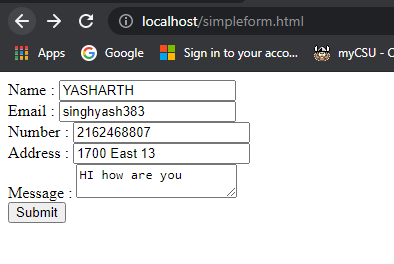 localhost/simpleform.html
Apps Google Sign in to your acco... myCSU - C
Name : YASHARTH
Email : singhyash383
Number : 2162468807
Address : 1700 East 13
Message : HI how are you
Submit